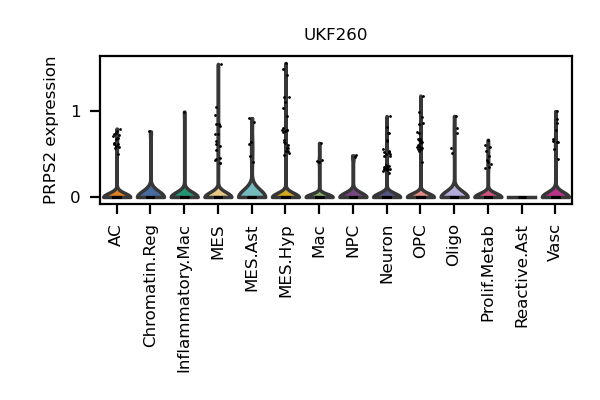 UKF260
PRPS2 expression
1
0
AC
Chromatin.Reg
Inflammatory.Mac
MES
MES.Ast
MES.Hyp
Mac
NPC
Neuron
OPC
Oligo
Prolif.Metab
Reactive.Ast
Vasc